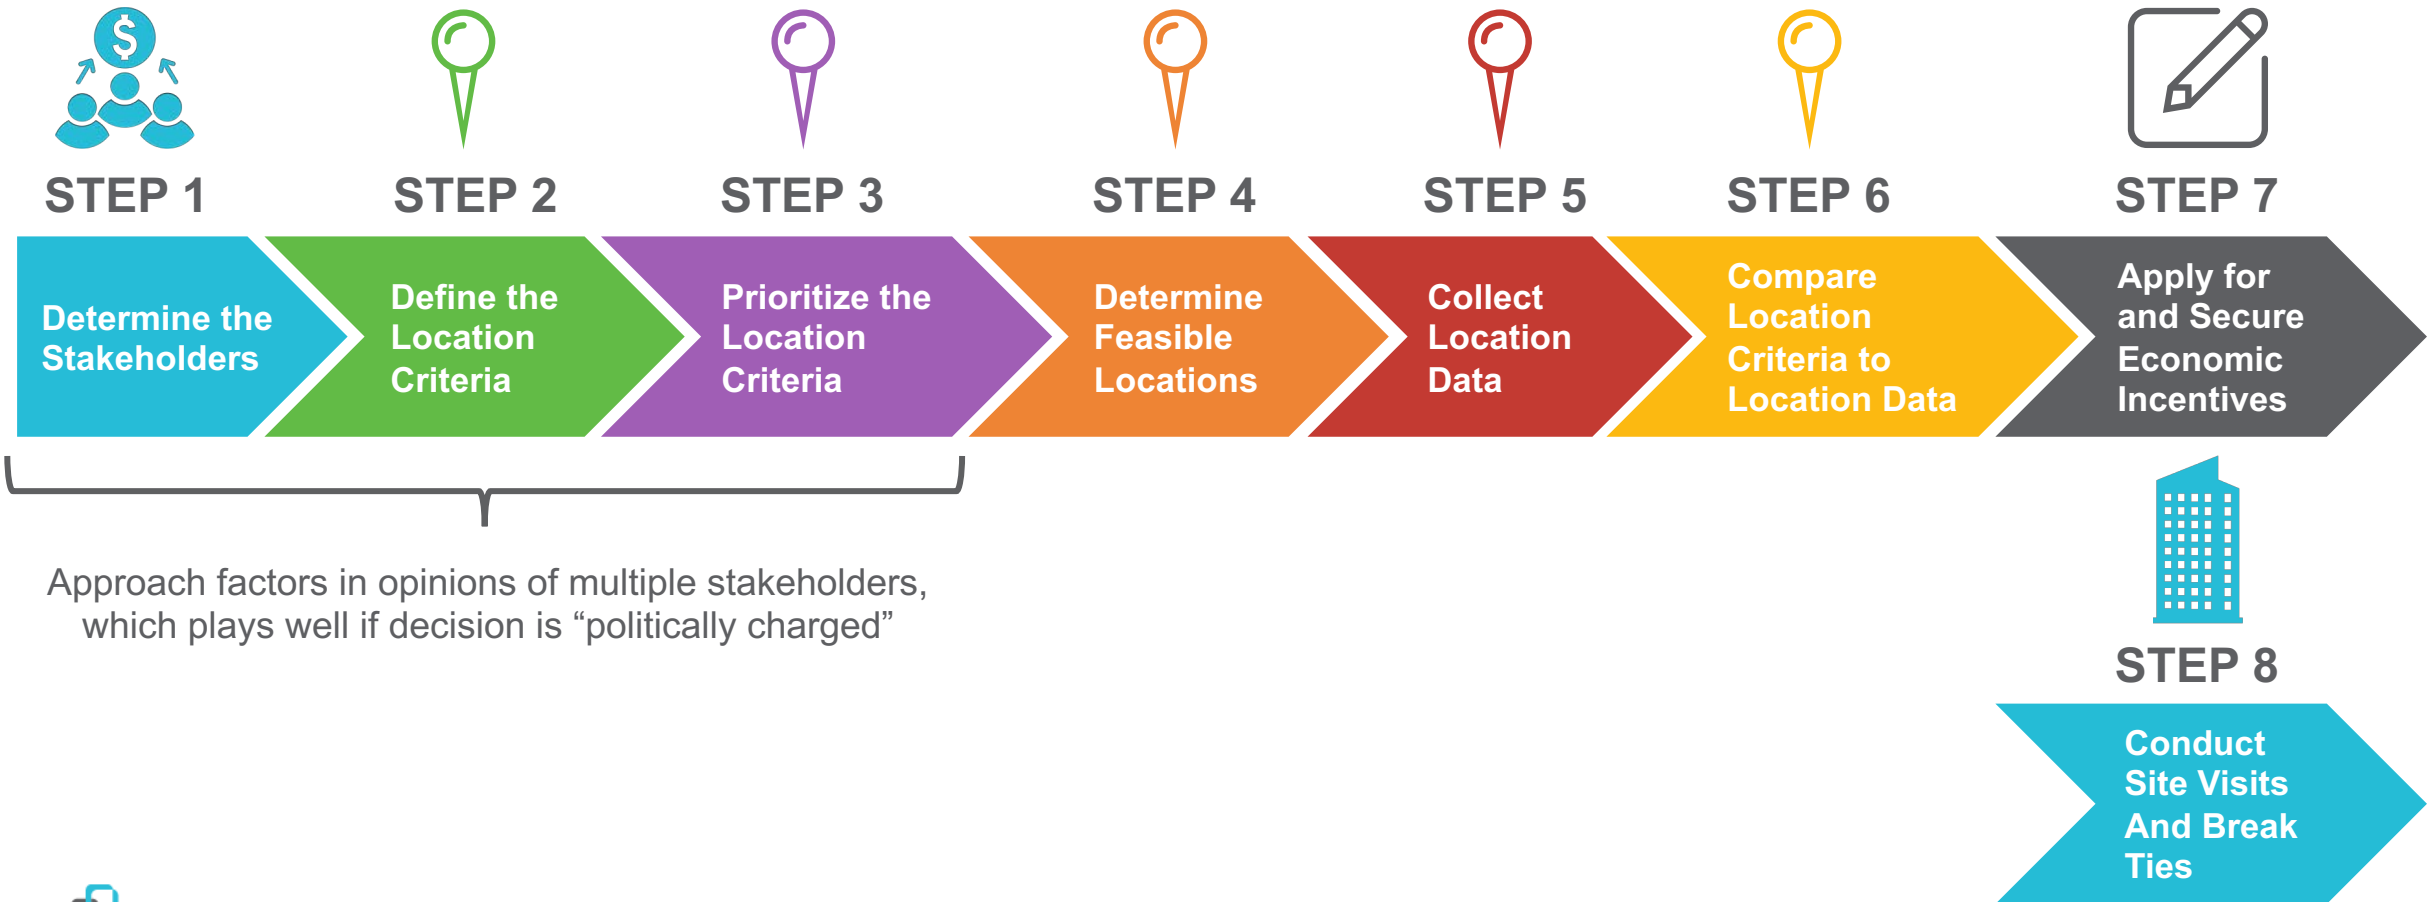 $
STEP 1
Determine the
Stakeholders
STEP 2
Define the
Location
Criteria
STEP 3
Prioritize the
Location
Criteria
STEP 4
Determine
Feasible
Locations
STEP 5
Collect
Location
Data
STEP 6
Compare
Location
Criteria to
Location Data
STEP 7
Apply for
and Secure
Economic
Incentives
Approach factors in opinions of multiple stakeholders,
which plays well if decision is “politically charged”
STEP 8
Conduct
Site Visits
And Break
Ties